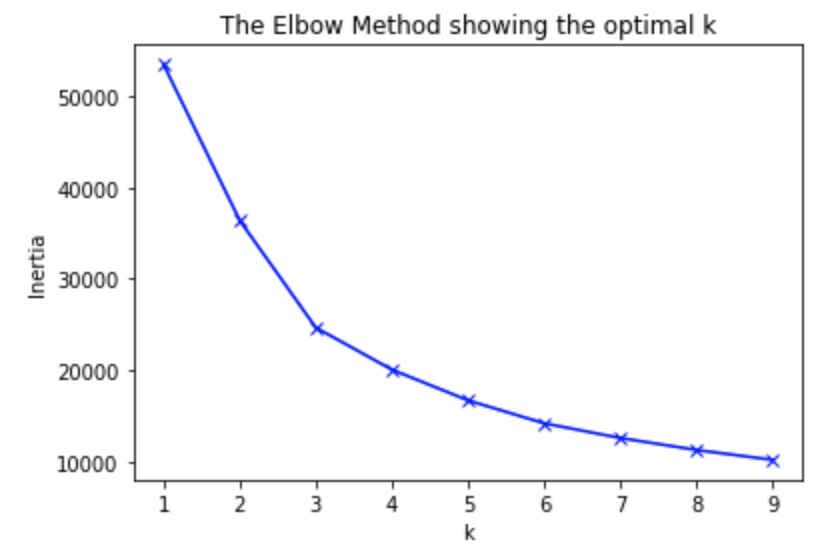 The Elbow Method showing the optimal k
50000
40000
30000
20000
10000
Inertia
1 2 3 4 5 6 7 8 9
k